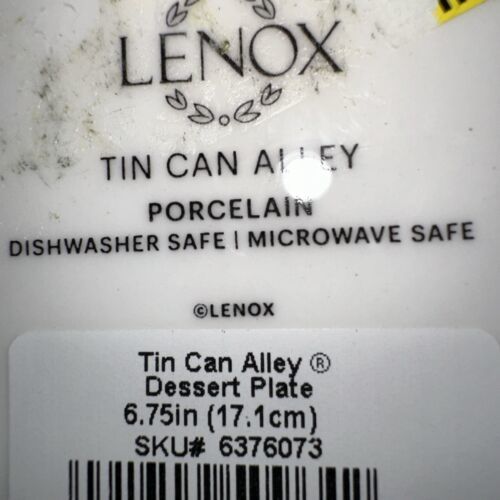 LENOX
TIN CAN ALLEY
PORCELAIN
DISHWASHER SAFE | MICROWAVE SAFE
©LENOX
Tin Can Alley ®
Dessert Plate
6.75in (17.1cm)
SKU# 6376073